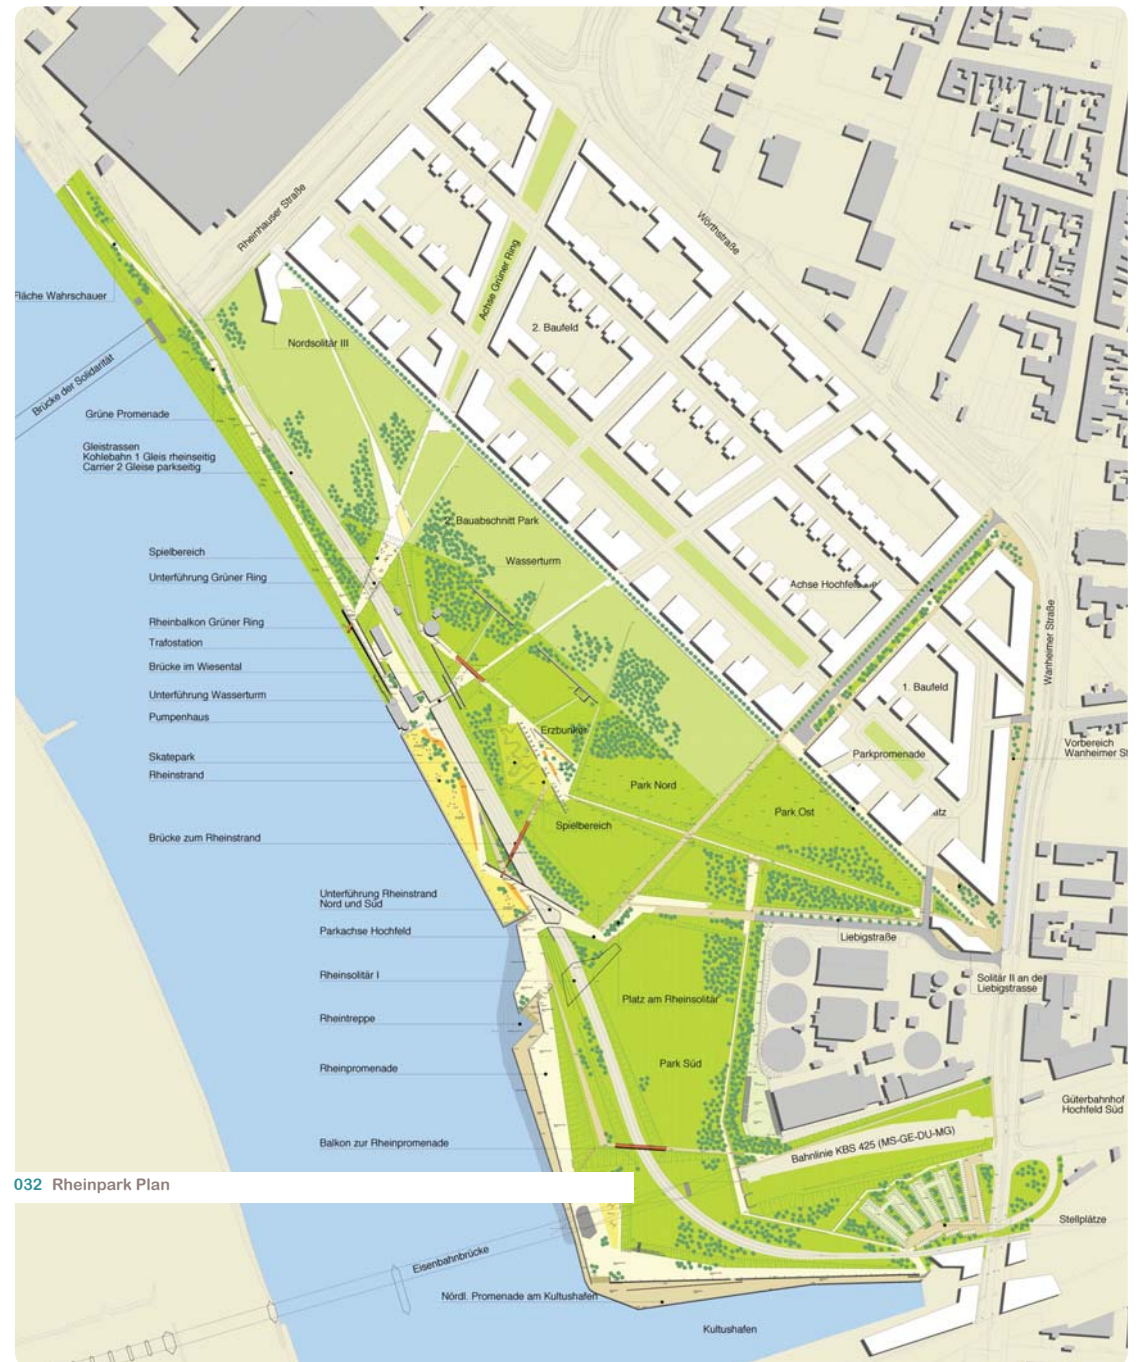 Rheinhauser Straße
Wörthstraße
Achse Grüner Ring
Fläche Wahrschauer
2. Baufeld
Nordsolitär III
Brücke der Solidarität
Grüne Promenade
Gleistrassen
Kohlebahn 1 Gleis rheinseitig
Carrier 2 Gleise parkseitig
2. Bauabschnitt Park
Spielbereich
Wasserturm
Unterführung Grüner Ring
Achse Hochfeld
Rheinbalkon Grüner Ring
Trafostation
Brücke im Wiesental
Wanheimer Straße
Unterführung Wasserturm
1. Baufeld
Pumpenhaus
Erzbunker
Vorbereich
Wanheimer St
Skatepark
Parkpromenade
Rheinstrand
Park Nord
Park Ost
atz
Spielbereich
Brücke zum Rheinstrand
Unterführung Rheinstrand
Nord und Süd
Parkachse Hochfeld
Liebigstraße
Rheinsolitär I
Solitär II an der
Liebigstrasse
Platz am Rheinsolitär
Rheintreppe
Park Süd
Rheinpromenade
Güterbahnhof
Hochfeld Süd
Balkon zur Rheinpromenade
Bahnlinie KBS 425 (MS-GE-DU-MG)
032 Rheinpark Plan
Stellplätze
Eisenbahnbrücke
Nördl. Promenade am Kultushafen
Kultushafen